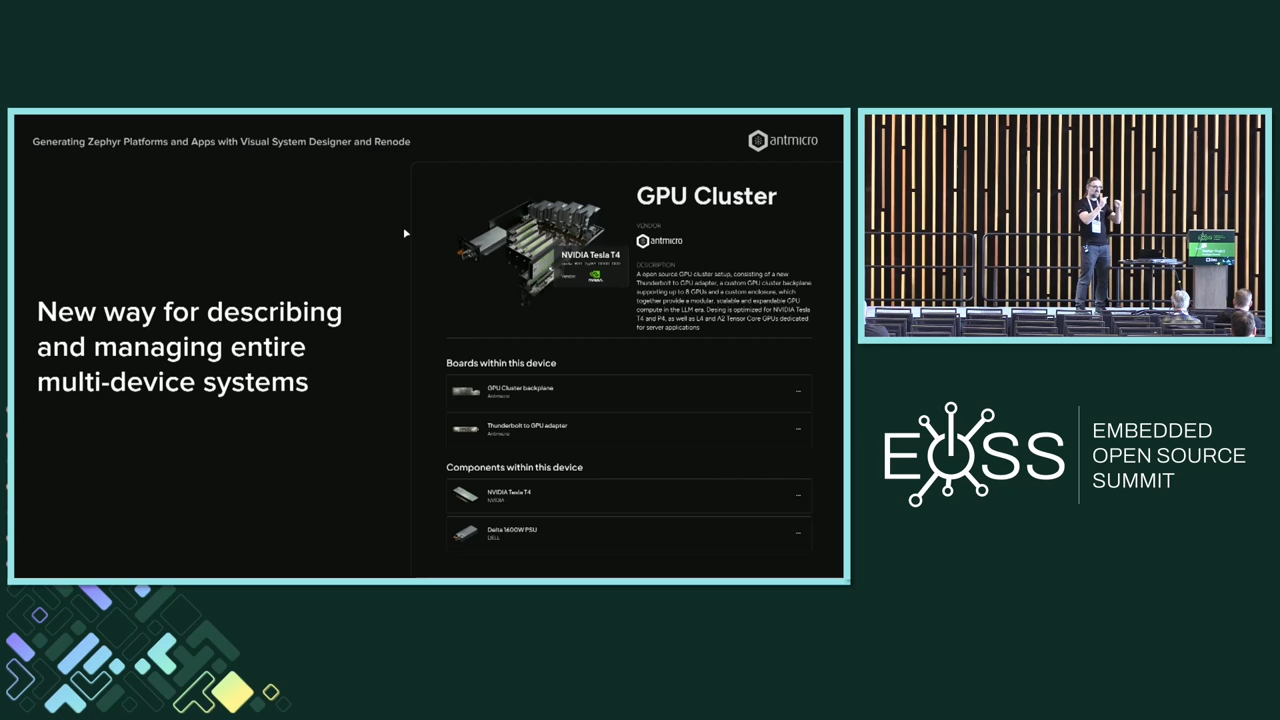 Generating Zephyr Platforms and Apps with Visual System Designer and Renode
antmicro
New way for describing
and managing entire
multi-device systems
GPU Cluster
VENDOR
antmicro
DESCRIPTION
A open source GPU cluster setup, consisting of a new
Thunderbolt to GPU adapter, a custom GPU cluster backplane
supporting up to 8 GPUs and a custom enclosure, which
together provide a modular, scalable and expandable GPU
compute in the LLM era. Desing is optimized for NVIDIA Tesla
T4 and P4, as well as L4 and A2 Tensor Core GPUs dedicated
for server applications
NVIDIA Tesla T4
Vendor
Boards within this device
GPU Cluster backplane
Antmicro
Thunderbolt to GPU adapter
Antmicro
Components within this device
NVIDIA Tesla T4
NVIDIA
Delta 1600W PSU
DELL
EOSS
EMBEDDED
OPEN SOURCE
SUMMIT